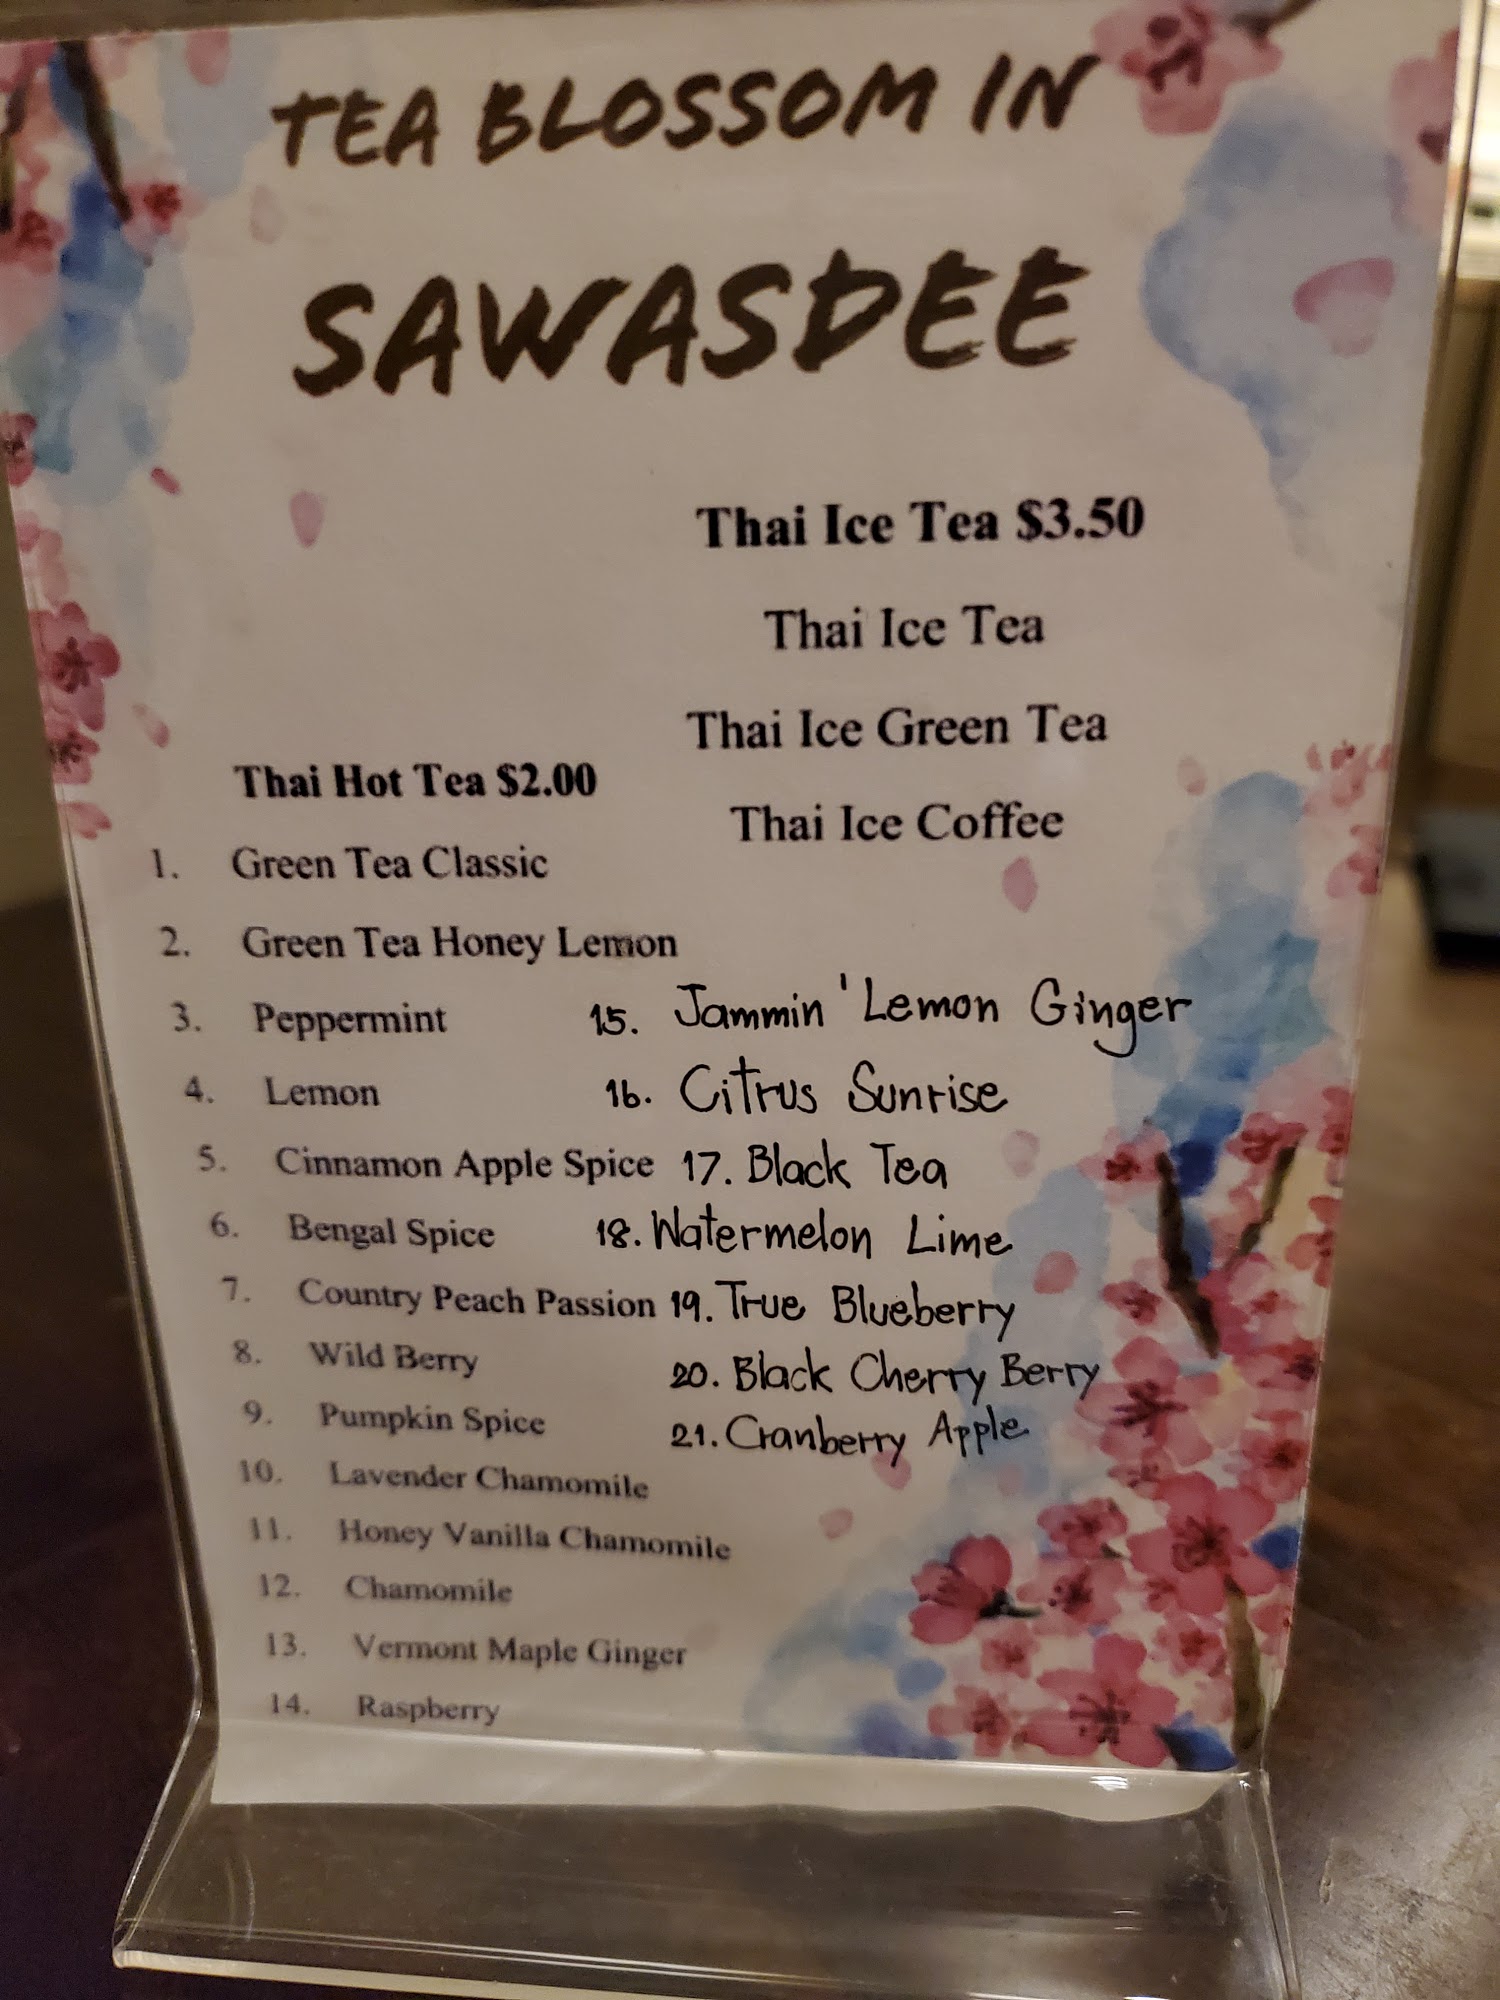 TEA BLOSSOM IN
SAWASDEE
Thai Ice Tea $3.50
Thai Ice Tea
Thai Ice Green Tea
Thai Ice Coffee
Thai Hot Tea $2.00
1. Green Tea Classic
2. Green Tea Honey Lemon
3. Peppermint
4. Lemon
5. Cinnamon Apple Spice
6. Bengal Spice
7. Country Peach Passion
8. Wild Berry
9. Pumpkin Spice
10. Lavender Chamomile
11. Honey Vanilla Chamomile
12. Chamomile
13. Vermont Maple Ginger
14. Raspberry
15. Jammin' Lemon Ginger
16. Citrus Sunrise
17. Black Tea
18. Watermelon Lime
19. True Blueberry
20. Black Cherry Berry
21. Cranberry Apple